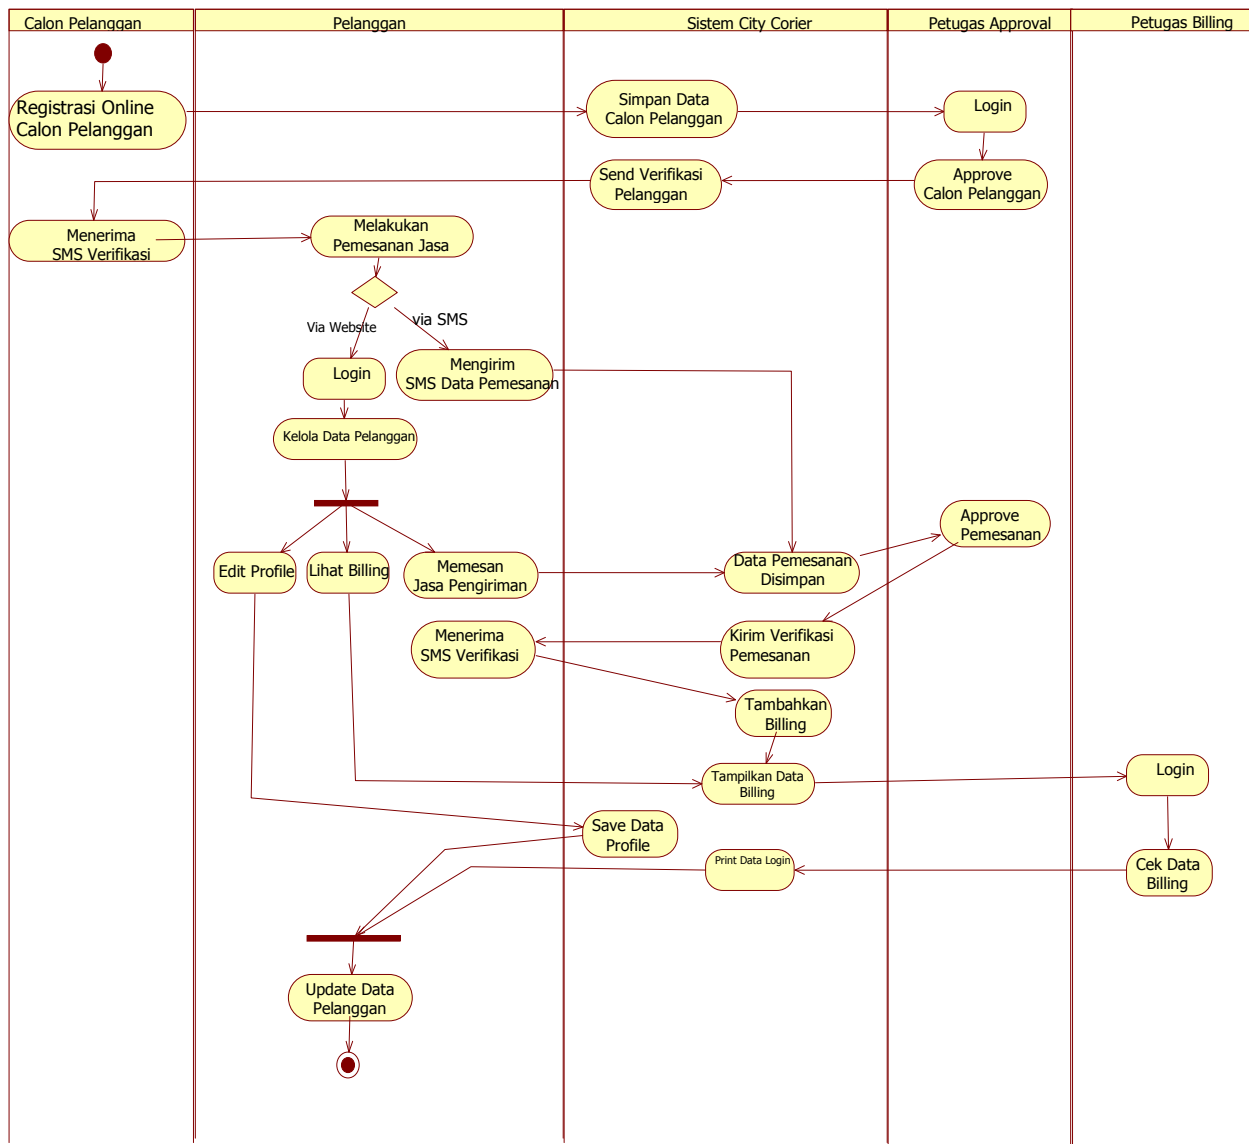 Calon Pelanggan
Pelanggan
Sistem City Corier
Petugas Approval
Petugas Billing
Registrasi Online
Calon Pelanggan
Simpan Data
Calon Pelanggan
Login
Send Verifikasi
Pelanggan
Approve
Calon Pelanggan
Menerima
SMS Verifikasi
Melakukan
Pemesanan Jasa
Via Website
via SMS
Login
Mengirim
SMS Data Pemesanan
Kelola Data Pelanggan
Approve
Pemesanan
Edit Profile
Lihat Billing
Memesan
Jasa Pengiriman
Data Pemesanan
Disimpan
Menerima
SMS Verifikasi
Kirim Verifikasi
Pemesanan
Tambahkan
Billing
Tampilkan Data
Billing
Login
Save Data
Profile
Print Data Login
Cek Data
Billing
Update Data
Pelanggan